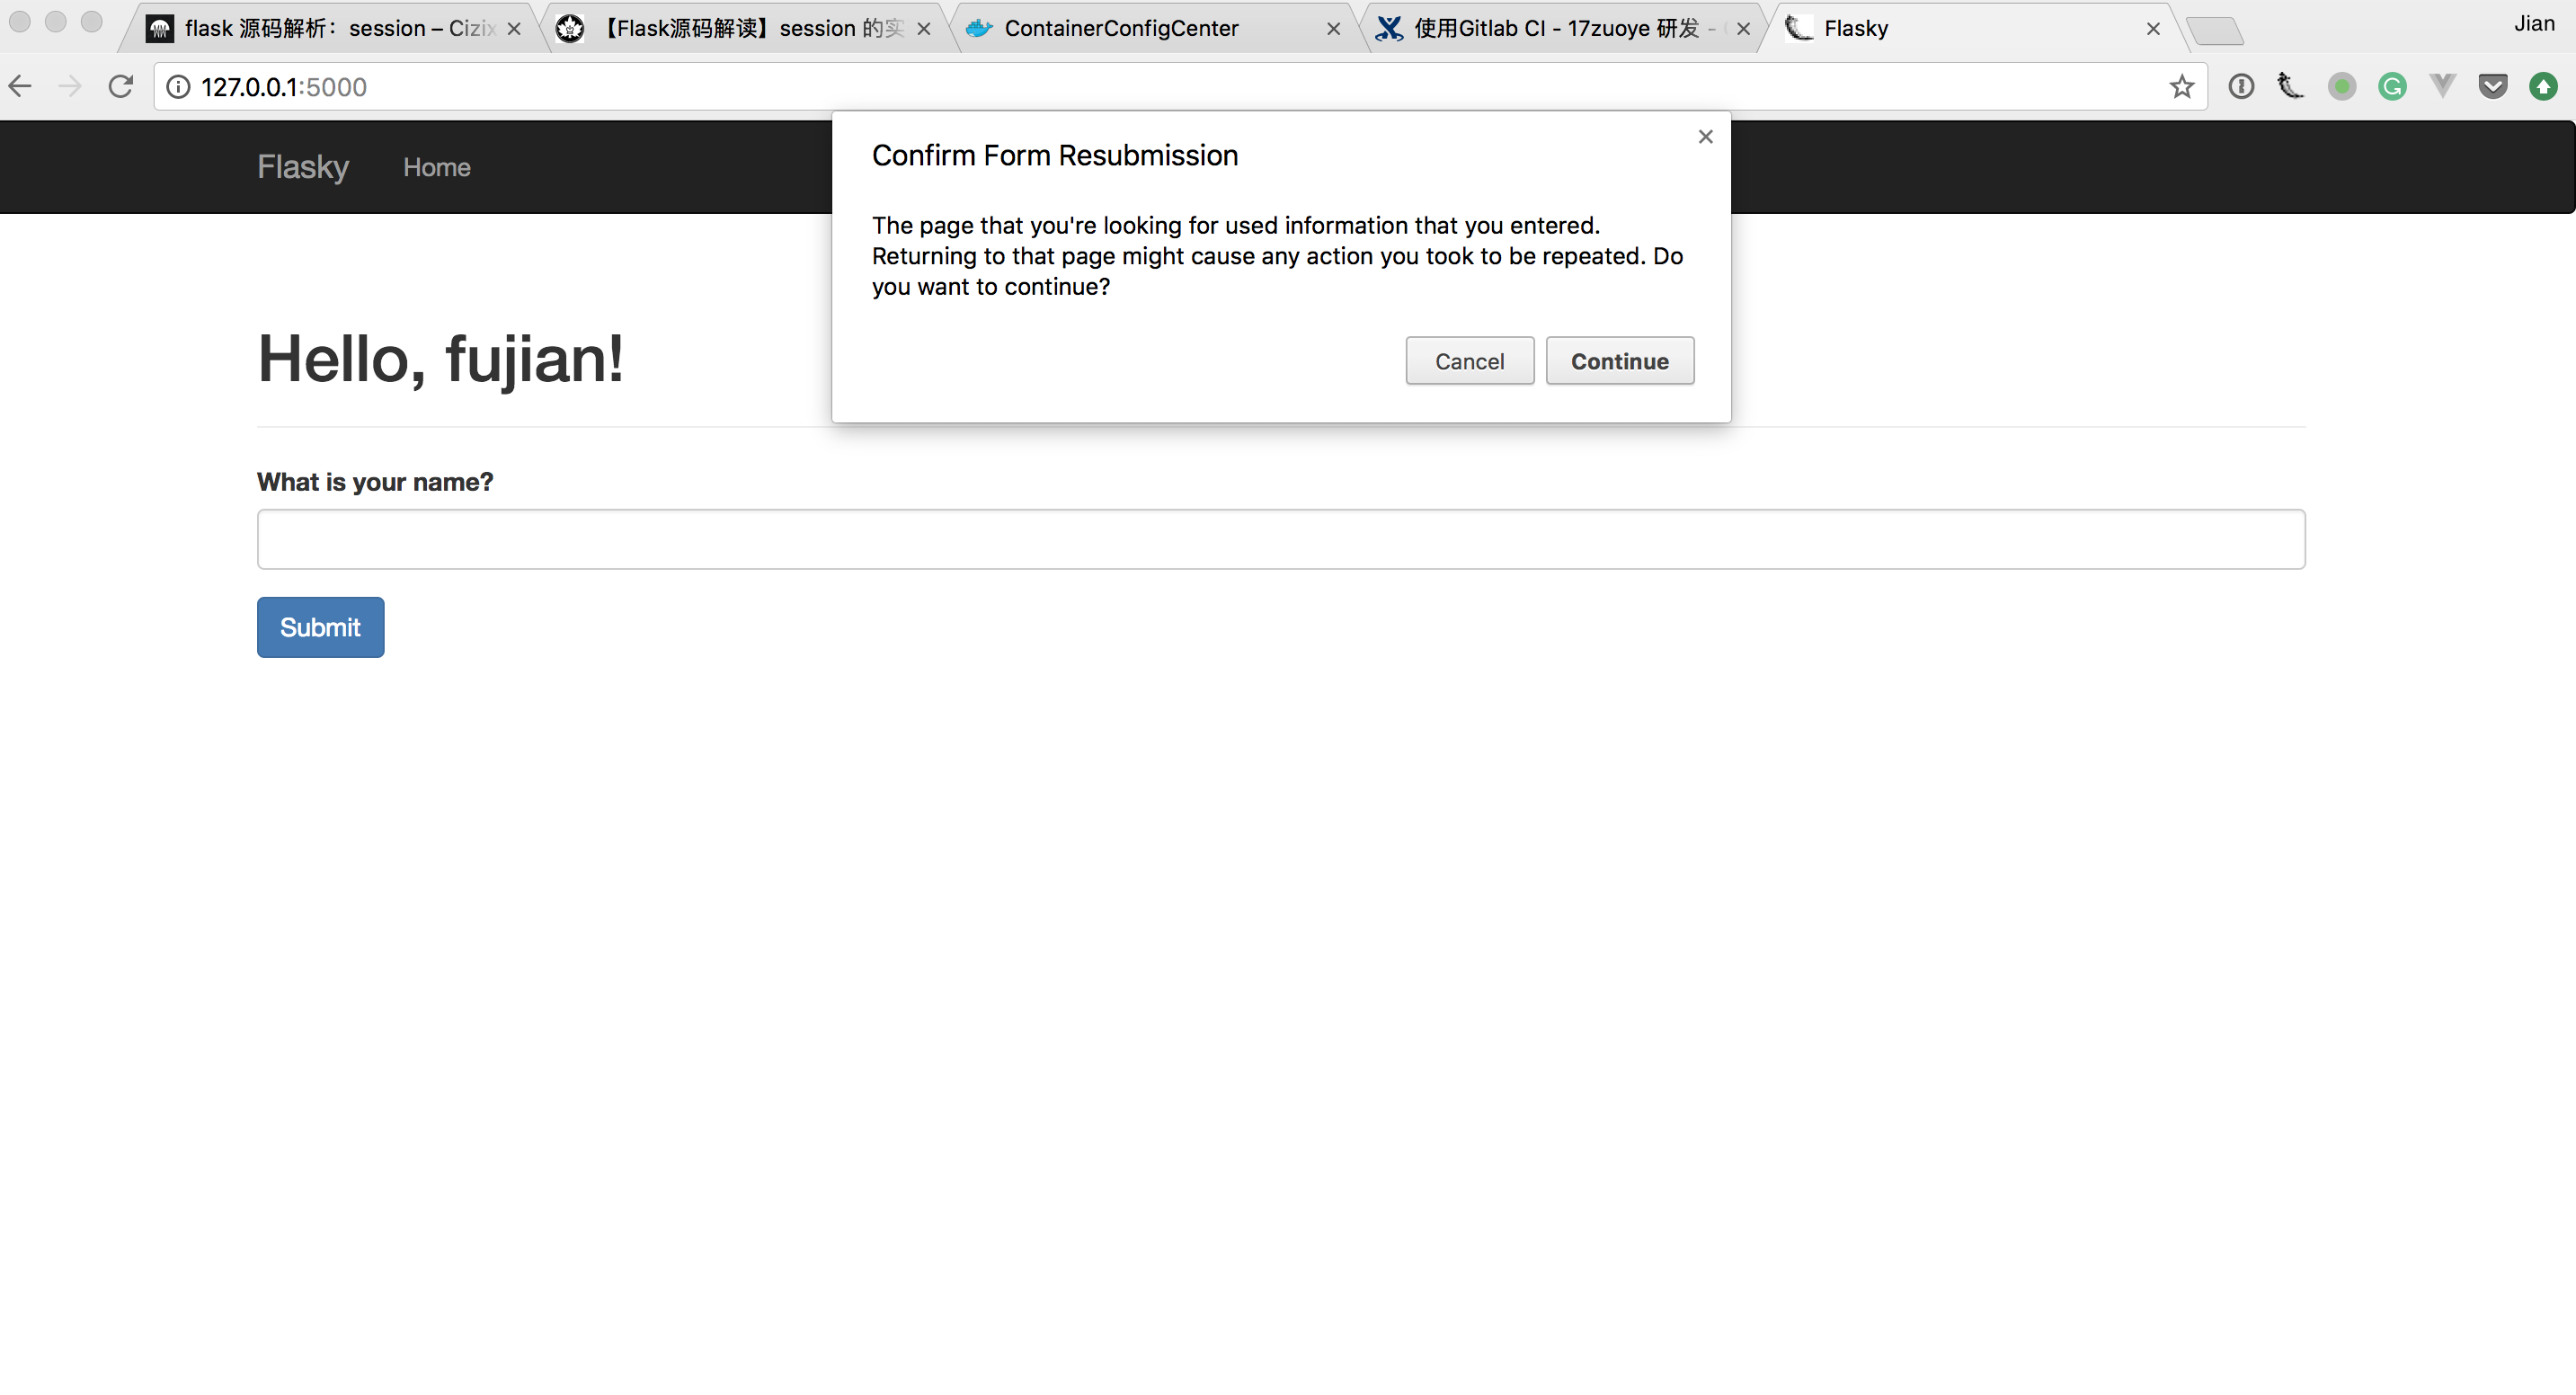 flask 源码解析：session – Cizix
【Flask源码解读】session 的实
ContainerConfigCenter
使用Gitlab CI - 17zuoye 研发 -
Flasky
Jian
127.0.0.1:5000
Flasky
Home
Confirm Form Resubmission
The page that you're looking for used information that you entered.
Returning to that page might cause any action you took to be repeated. Do
you want to continue?
Cancel
Continue
Hello, fujian!
What is your name?
Submit